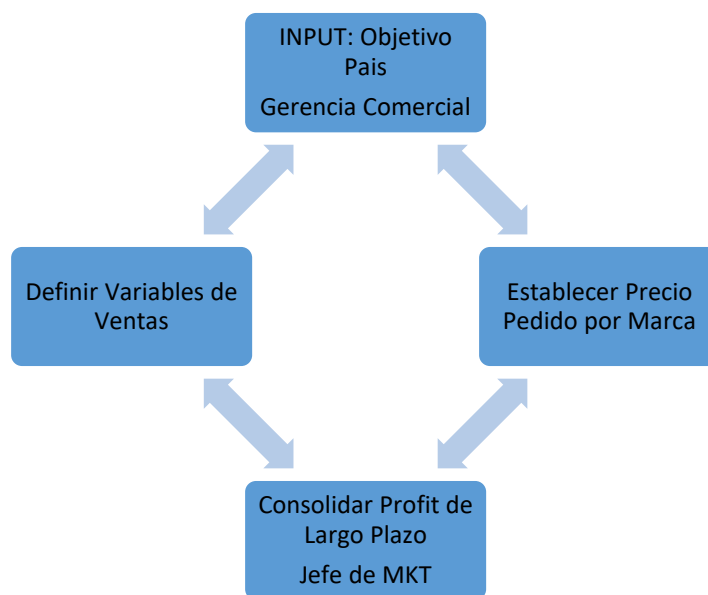 INPUT: Objetivo
Pais
Gerencia Comercial
Definir Variables de
Ventas
Establecer Precio
Pedido por Marca
Consolidar Profit de
Largo Plazo
Jefe de MKT